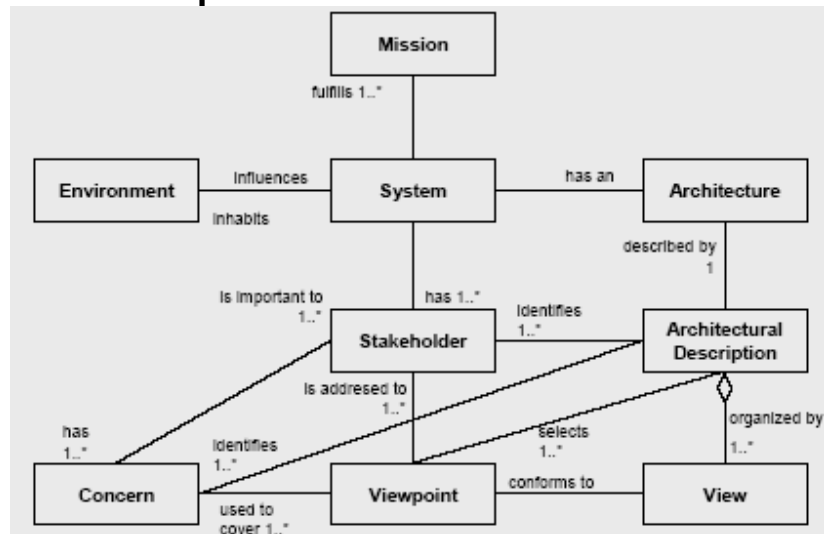 Mission
fulfills 1..*
Environment
influences
inhabits
System
has an
Architecture
described by
1
is important to
1..*
has 1..*
identifies
1..*
Stakeholder
Architectural
Description
is addresed to
1..*
has
1..*
identifies
1..*
selects
1..*
organized by
1..*
Concern
used to
cover 1..*
Viewpoint
conforms to
View